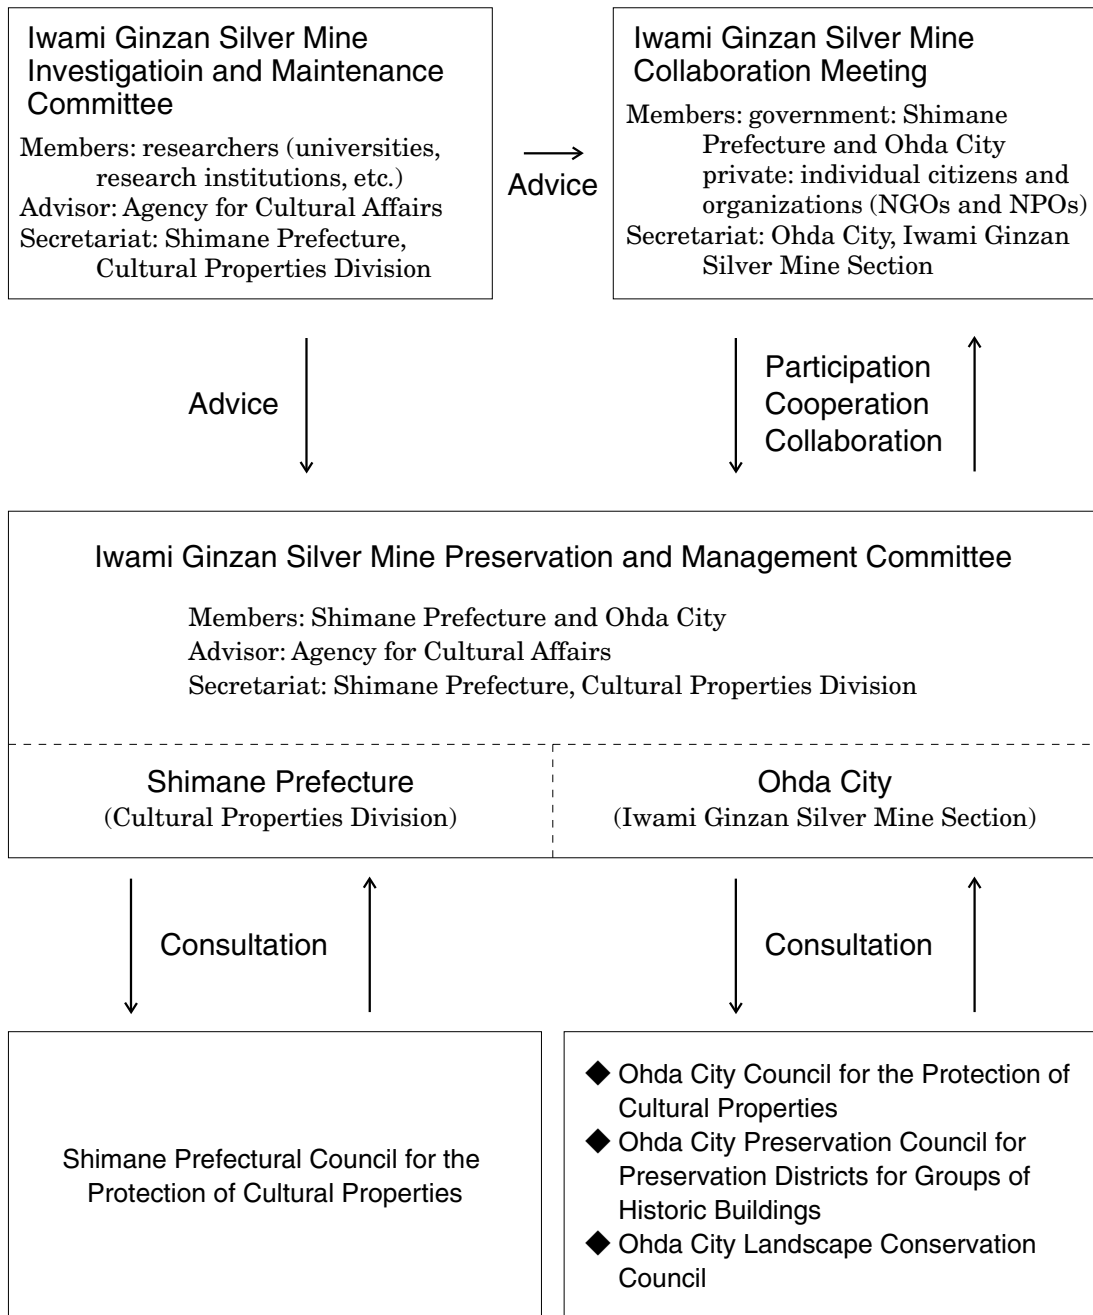 Iwami Ginzan Silver Mine
Investigatioin and Maintenance
Committee
Members: researchers (universities,
research institutions, etc.)
Advisor: Agency for Cultural Affairs
Secretariat: Shimane Prefecture,
Cultural Properties Division
Advice
Iwami Ginzan Silver Mine
Collaboration Meeting
Members: government: Shimane
Prefecture and Ohda City
private: individual citizens and
organizations (NGOs and NPOs)
Secretariat: Ohda City, Iwami Ginzan
Silver Mine Section
Advice
Participation
Cooperation
Collaboration
Iwami Ginzan Silver Mine Preservation and Management Committee
Members: Shimane Prefecture and Ohda City
Advisor: Agency for Cultural Affairs
Secretariat: Shimane Prefecture, Cultural Properties Division
Shimane Prefecture
(Cultural Properties Division)
Ohda City
(Iwami Ginzan Silver Mine Section)
Consultation
Consultation
Shimane Prefectural Council for the
Protection of Cultural Properties
◆ Ohda City Council for the Protection of
Cultural Properties
◆ Ohda City Preservation Council for
Preservation Districts for Groups of
Historic Buildings
◆ Ohda City Landscape Conservation
Council